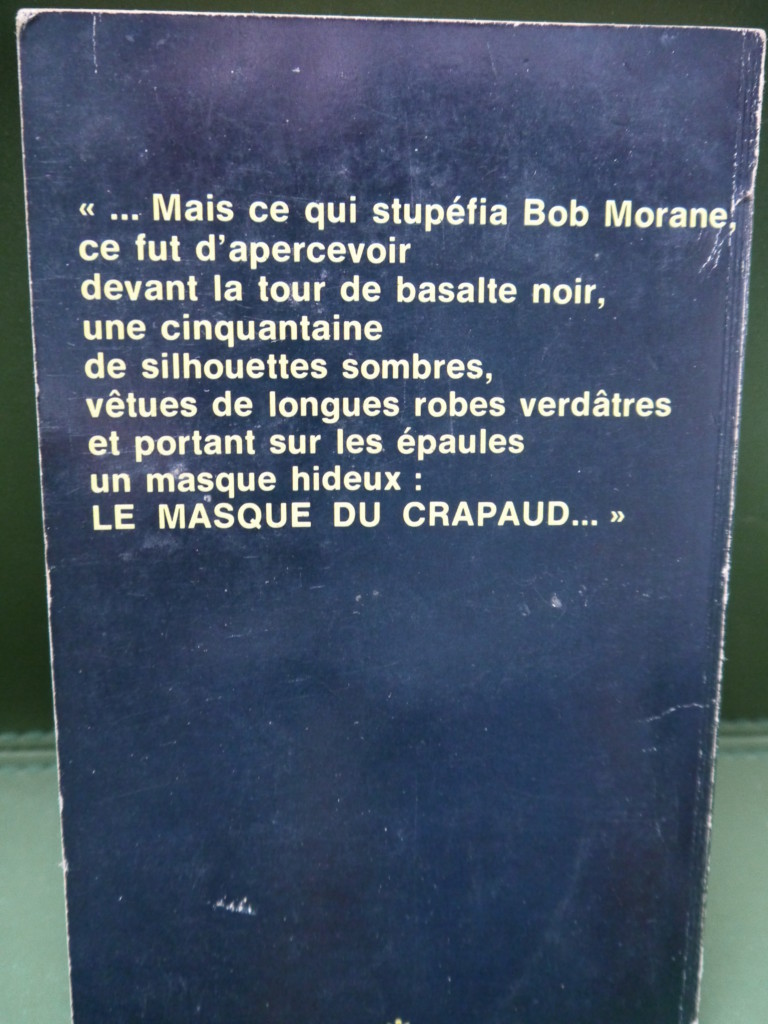 « ... Mais ce qui stupéfia Bob Morane,
ce fut d'apercevoir
devant la tour de basalte noir,
une cinquantaine
de silhouettes sombres,
vêtues de longues robes verdâtres
et portant sur les épaules
un masque hideux :
LE MASQUE DU CRAPAUD... »